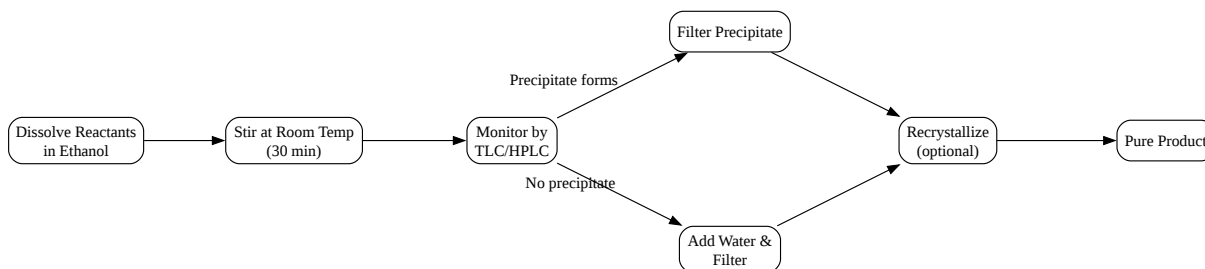 Dissolve Reactants
in Ethanol
Stir at Room Temp
(30 min)
Monitor by
TLC/HPLC
Precipitate forms
No precipitate
Filter Precipitate
Add Water &
Filter
Recrystallize
(optional)
Pure Product